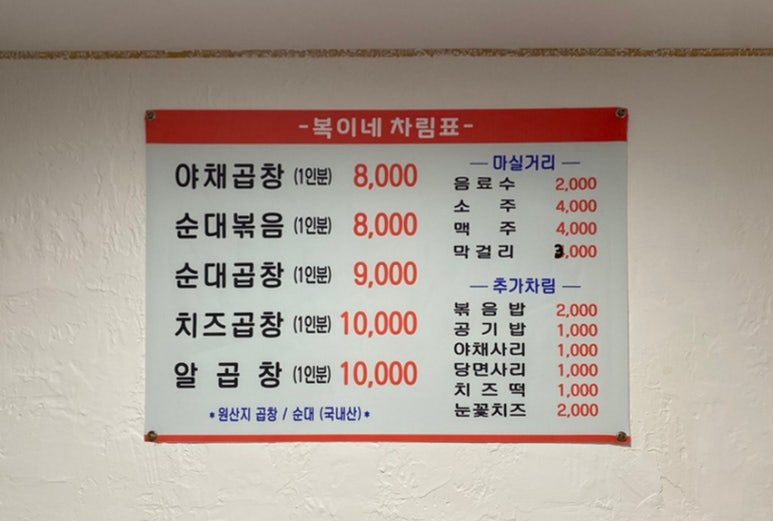 -복이네 차림표-
야채곱창 (1인분) 8,000
순대볶음 (1인분) 8,000
순대곱창 (1인분) 9,000
치즈곱창 (1인분) 10,000
알 곱 창 (1인분) 10,000
*원산지 곱창 / 순대 (국내산)*
— 마실거리 —
음 료 수 2,000
소 주 4,000
맥 주 4,000
막 걸 리 3,000
— 추가차림 —
볶 음 밥 2,000
공 기 밥 1,000
야채사리 1,000
당면사리 1,000
치 즈 떡 1,000
눈꽃치즈 2,000